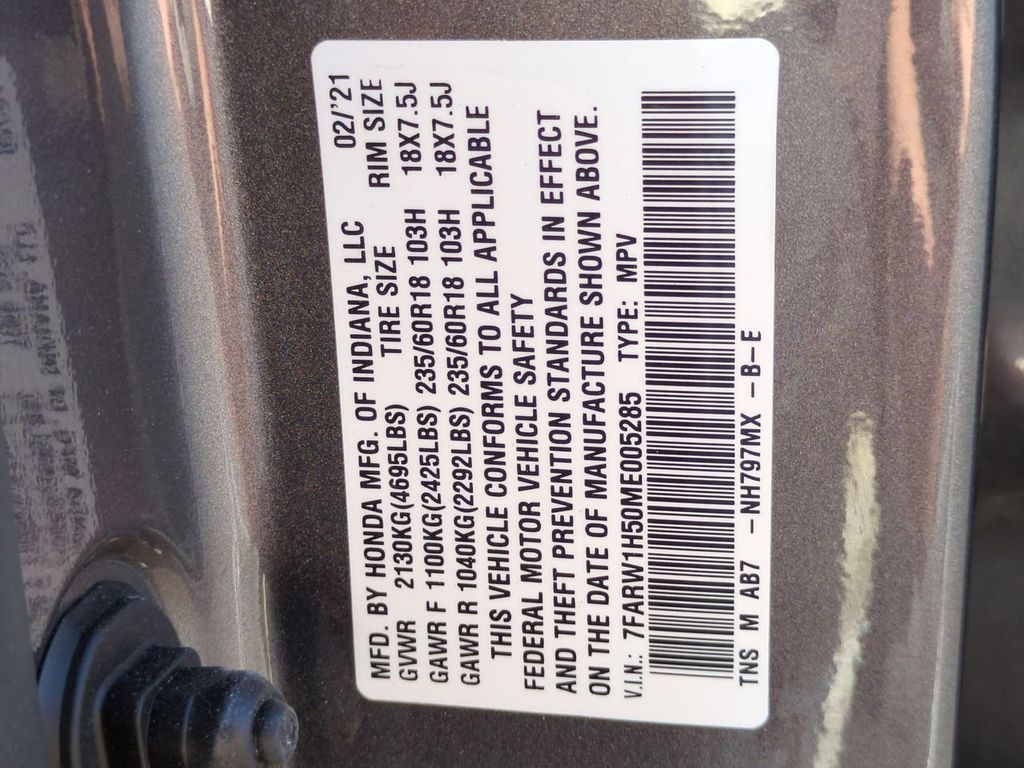 MFD. BY HONDA MFG. OF INDIANA, LLC 02/'21
GVWR 2130KG(4695LBS) TIRE SIZE RIM SIZE
GAWR F 1100KG(2425LBS) 235/60R18 103H 18X7.5J
GAWR R 1040KG(2292LBS) 235/60R18 103H 18X7.5J
THIS VEHICLE CONFORMS TO ALL APPLICABLE
FEDERAL MOTOR VEHICLE SAFETY
AND THEFT PREVENTION STANDARDS IN EFFECT
ON THE DATE OF MANUFACTURE SHOWN ABOVE.
V.I.N.: 7FARW1H50ME005285 TYPE: MPV
TNS M AB7 -NH797MX -B-E